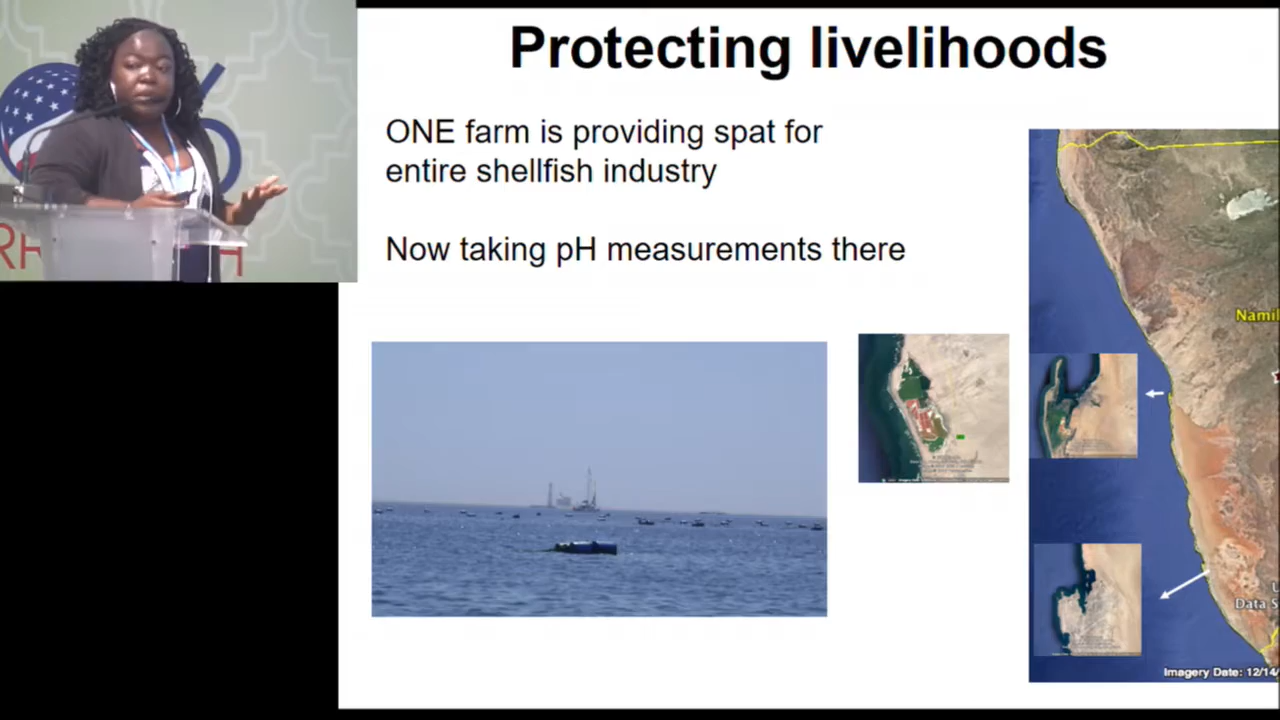 Protecting livelihoods
ONE farm is providing spat for
entire shellfish industry
Now taking pH measurements there
Namil
Data S
Imagery Date: 12/14/